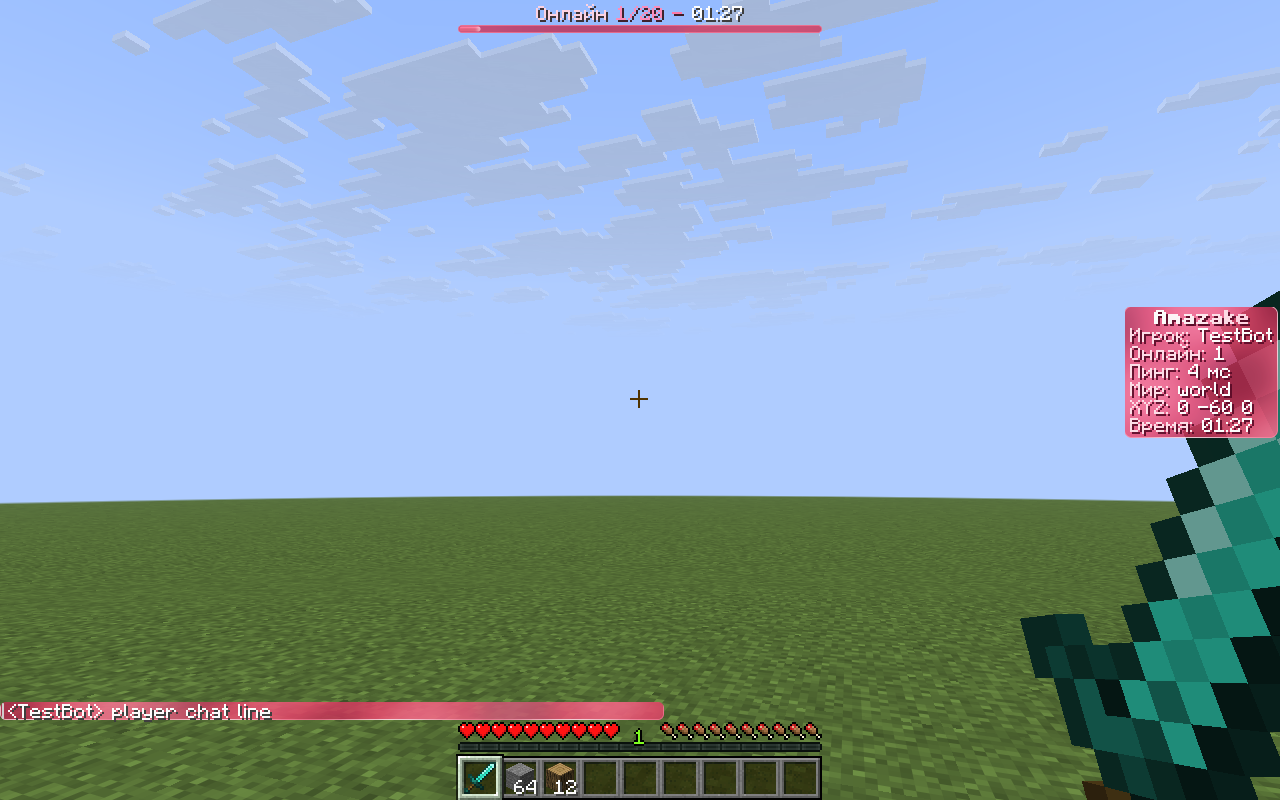 Онлайн 1/20 - 01:27
Amazake
Игрок: TestBot
Онлайн: 1
Пинг: 4 мс
Мир: world
XYZ: 0 -60 0
Время: 01:27
<TestBot> player chat line
1
64 12